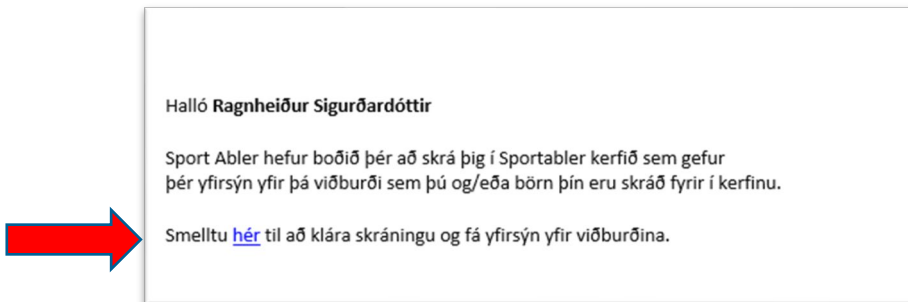 Halló Ragnheiður Sigurðardóttir
Sport Abler hefur boðið þér að skrá þig í Sportabler kerfið sem gefur
þér yfirsýn yfir þá viðburði sem þú og/eða börn þín eru skráð fyrir í kerfinu.
Smelltu hér til að klára skráningu og fá yfirsýn yfir viðburðina.